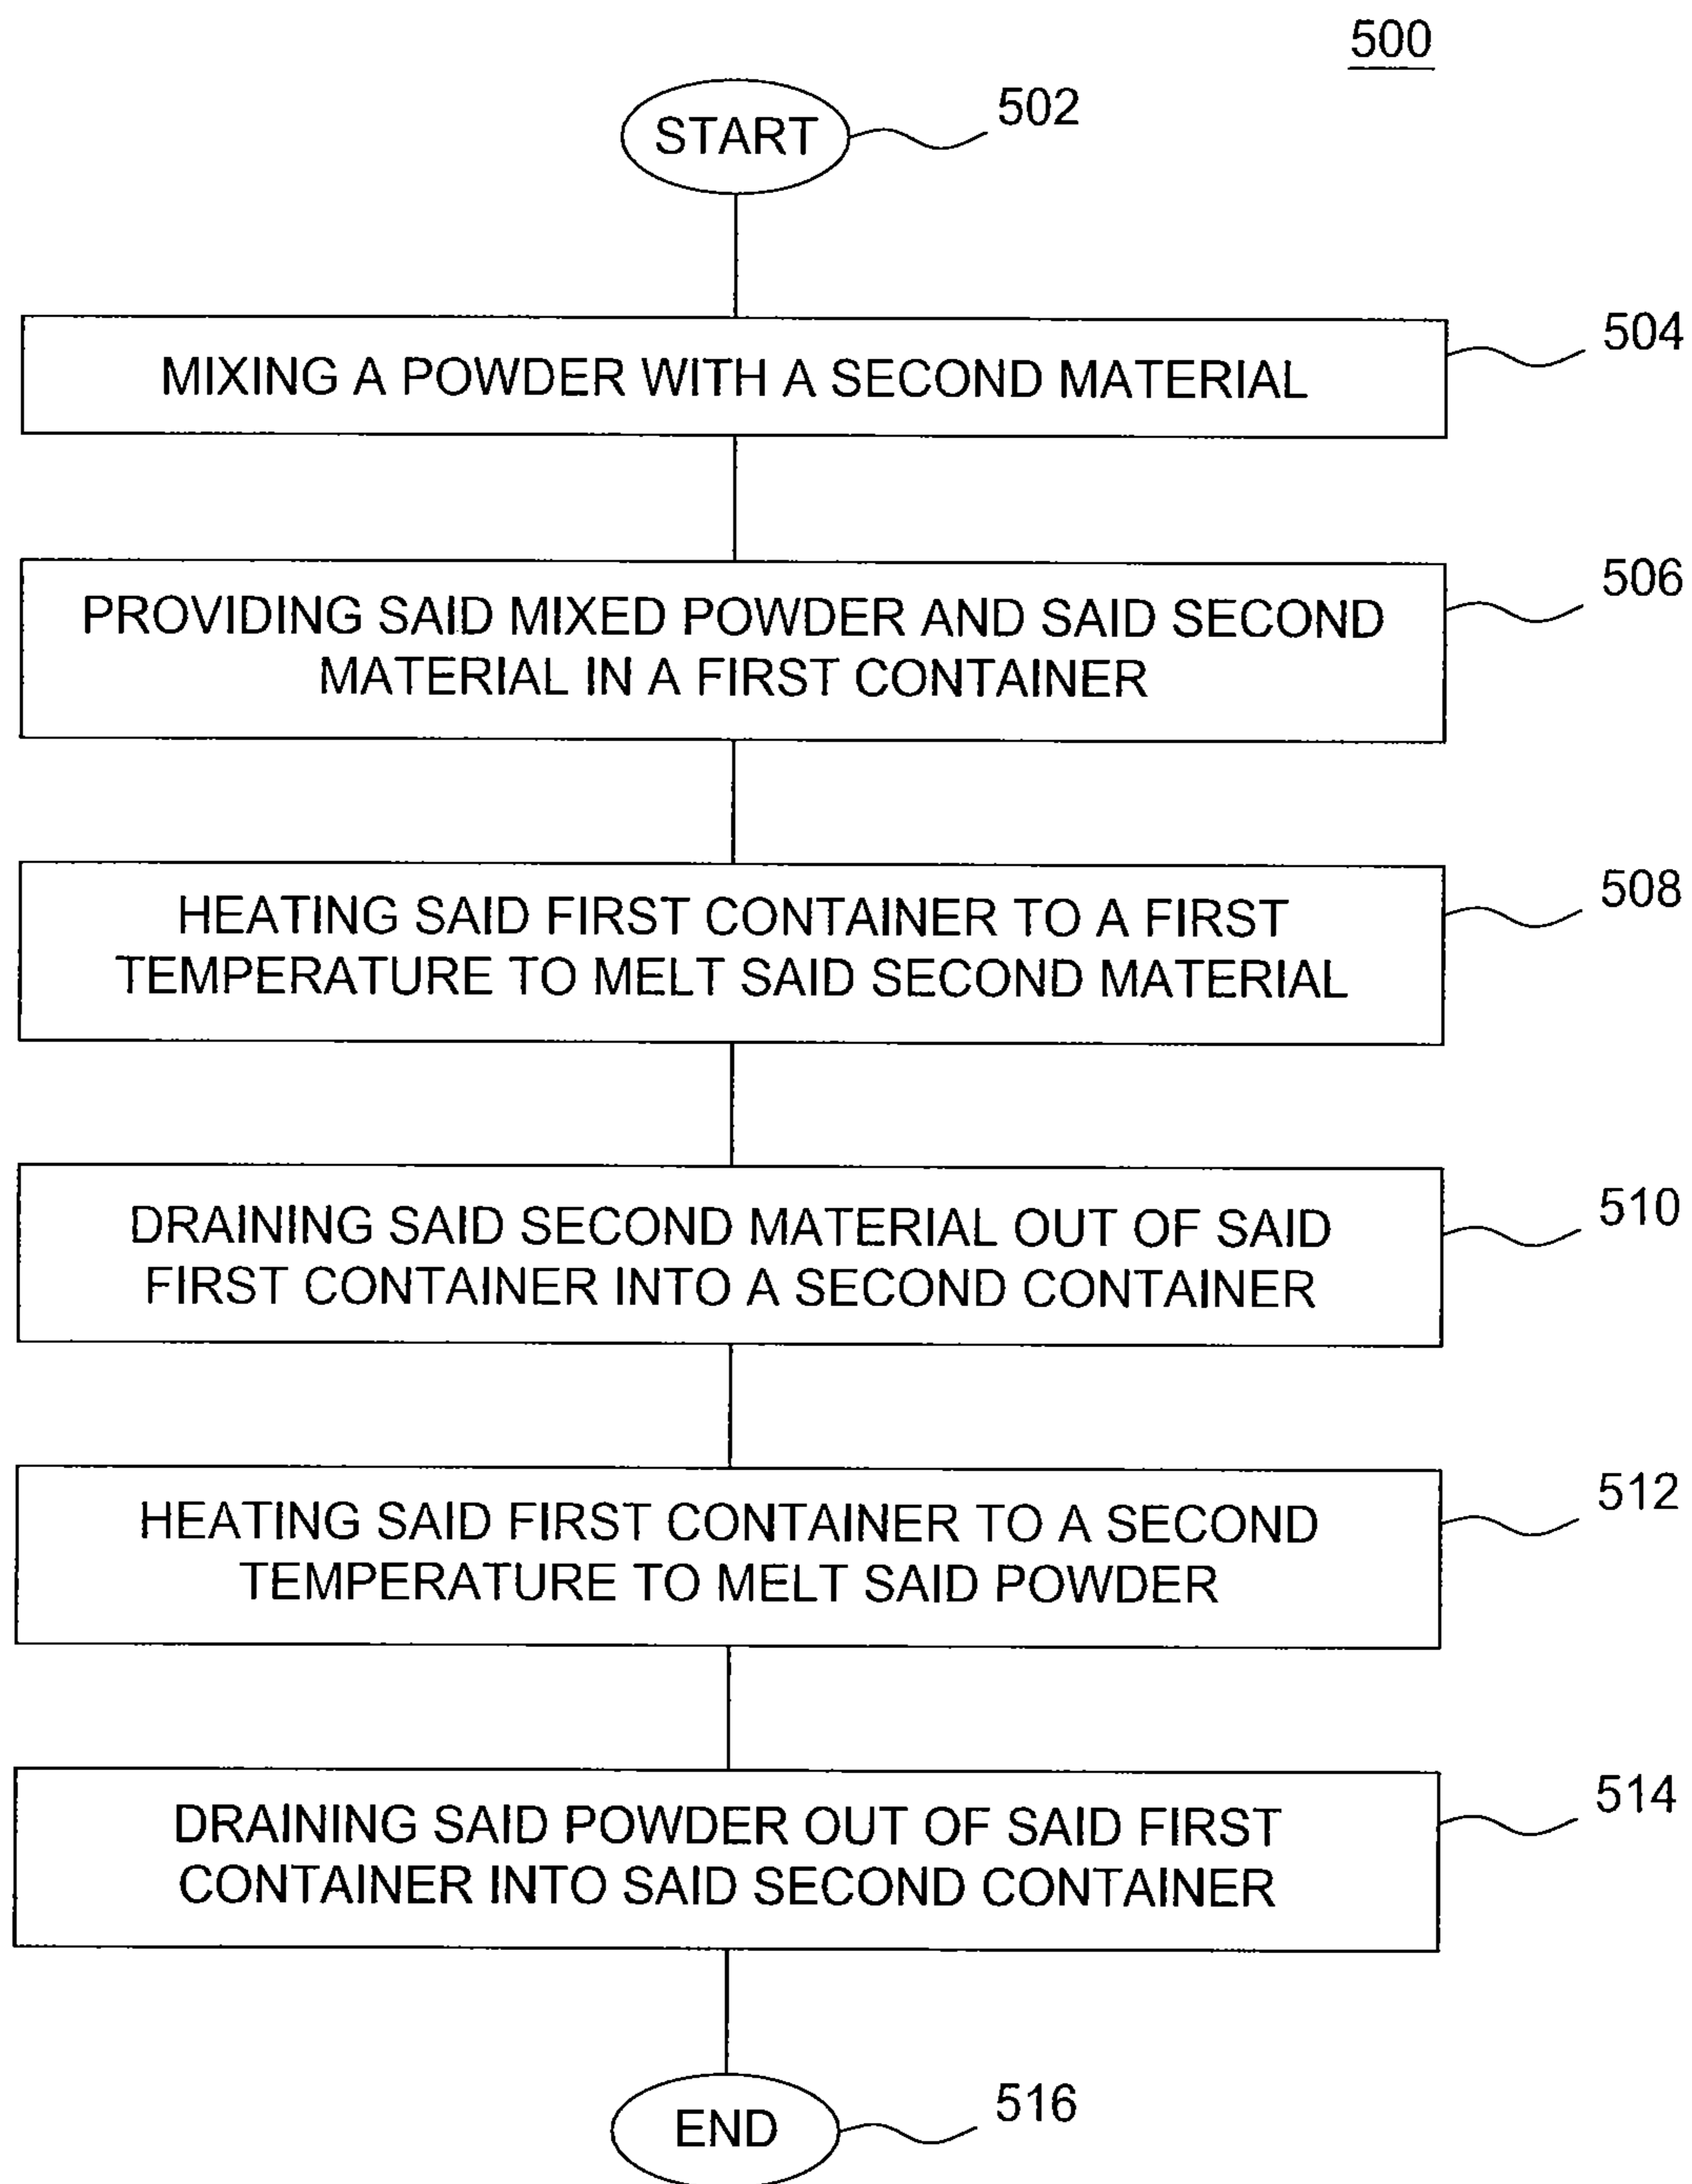 500
START
502
MIXING A POWDER WITH A SECOND MATERIAL
504
PROVIDING SAID MIXED POWDER AND SAID SECOND
MATERIAL IN A FIRST CONTAINER
506
HEATING SAID FIRST CONTAINER TO A FIRST
TEMPERATURE TO MELT SAID SECOND MATERIAL
508
DRAINING SAID SECOND MATERIAL OUT OF SAID
FIRST CONTAINER INTO A SECOND CONTAINER
510
HEATING SAID FIRST CONTAINER TO A SECOND
TEMPERATURE TO MELT SAID POWDER
512
DRAINING SAID POWDER OUT OF SAID FIRST
CONTAINER INTO SAID SECOND CONTAINER
514
END
516